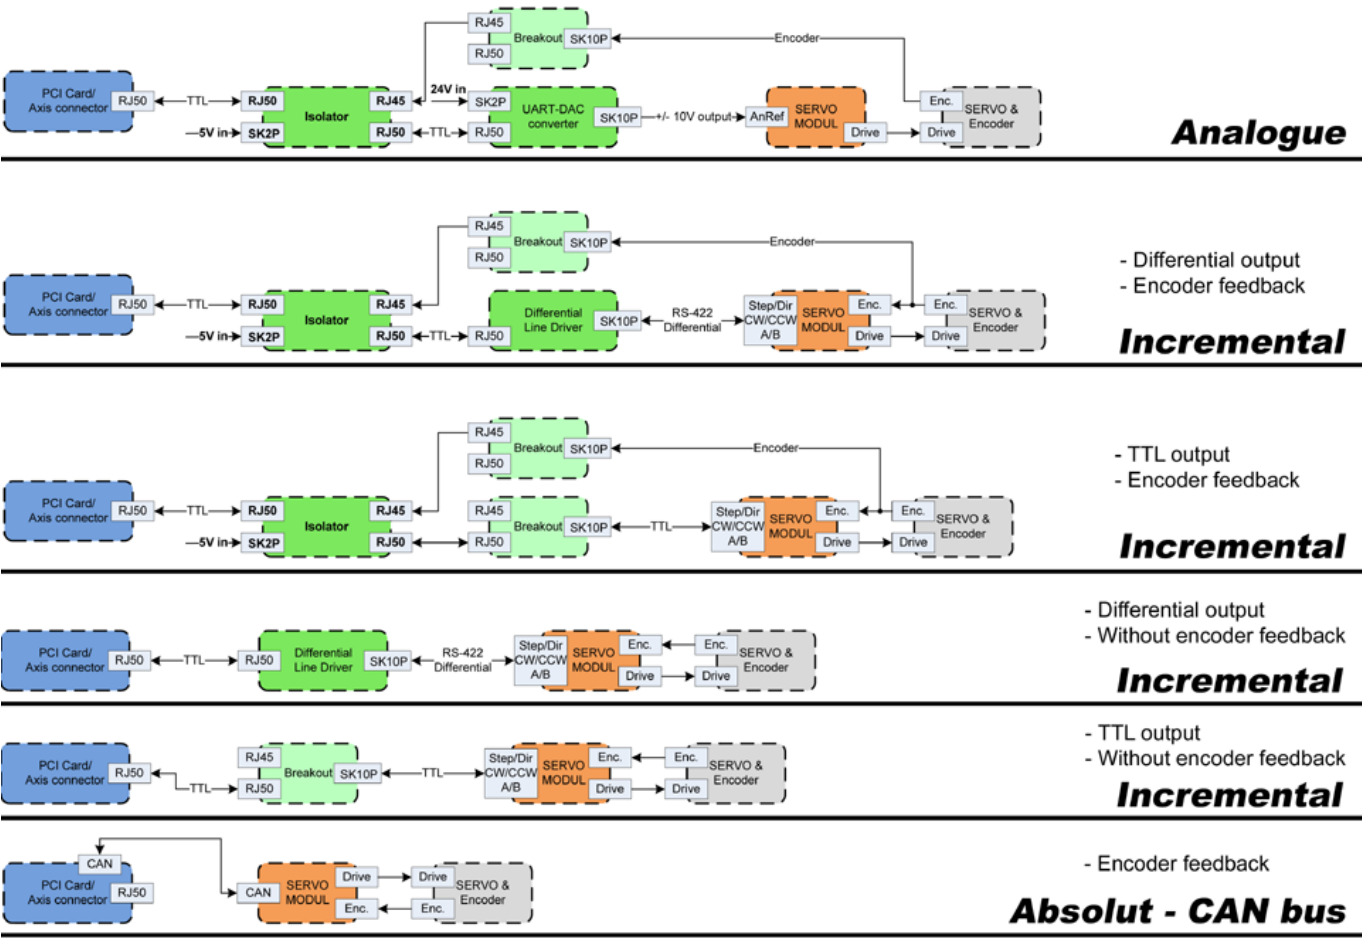 RJ45
Breakout
SK10P
Encoder
RJ50
PCI Card/
Axis connector
RJ50
TTL
RJ50
Isolator
RJ45
24V in
SK2P
UART-DAC
converter
SK10P
+/- 10V output
AnRef
SERVO
MODUL
Drive
Enc.
Drive
SERVO &
Encoder
5V in
SK2P
RJ50
TTL
RJ50
Analogue
RJ45
Breakout
SK10P
Encoder
RJ50
- Differential output
- Encoder feedback
PCI Card/
Axis connector
RJ50
TTL
RJ50
Isolator
RJ45
Differential
Line Driver
SK10P
RS-422
Differential
Step/Dir
CW/CCW
A/B
SERVO
MODUL
Enc.
Drive
Enc.
Drive
SERVO &
Encoder
5V in
SK2P
RJ50
TTL
RJ50
Incremental
RJ45
Breakout
SK10P
Encoder
RJ50
- TTL output
- Encoder feedback
PCI Card/
Axis connector
RJ50
TTL
RJ50
Isolator
RJ45
RJ45
Breakout
SK10P
TTL
Step/Dir
CW/CCW
A/B
SERVO
MODUL
Enc.
Drive
Enc.
Drive
SERVO &
Encoder
5V in
SK2P
RJ50
RJ50
Incremental
- Differential output
- Without encoder feedback
PCI Card/
Axis connector
RJ50
TTL
RJ50
Differential
Line Driver
SK10P
RS-422
Differential
Step/Dir
CW/CCW
A/B
SERVO
MODUL
Enc.
Drive
Enc.
Drive
SERVO &
Encoder
Incremental
- TTL output
- Without encoder feedback
PCI Card/
Axis connector
RJ50
TTL
RJ45
RJ50
Breakout
SK10P
TTL
Step/Dir
CW/CCW
A/B
SERVO
MODUL
Enc.
Drive
Enc.
Drive
SERVO &
Encoder
Incremental
CAN
PCI Card/
Axis connector
RJ50
CAN
SERVO
MODUL
Drive
Enc.
Drive
Enc.
SERVO &
Encoder
- Encoder feedback
Absolut - CAN bus